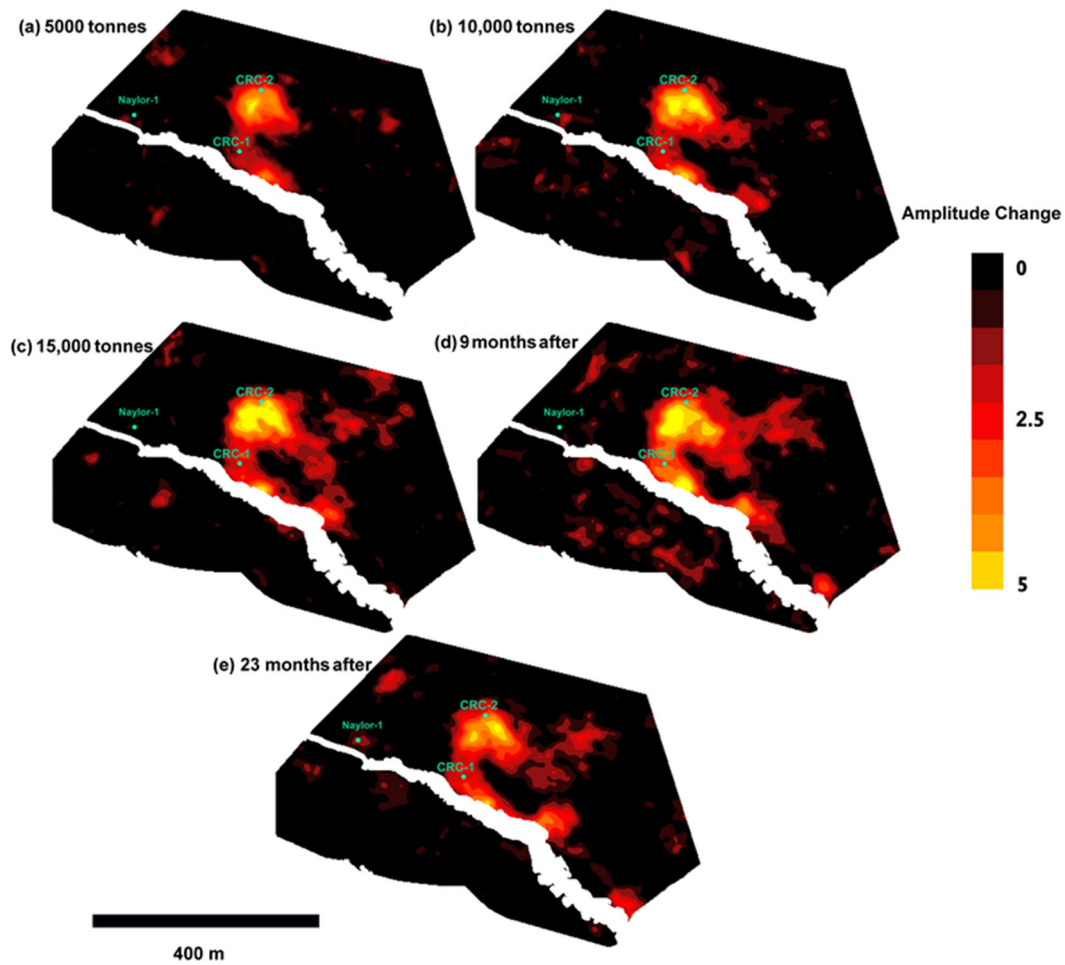 (a) 5000 tonnes
CRC-2
Naylor-1
CRC-1
(b) 10,000 tonnes
CRC-2
Naylor-1
CRC-1
Amplitude Change
0
2.5
5
(c) 15,000 tonnes
CRC-2
Naylor-1
CRC-1
(d) 9 months after
CRC-2
Naylor-1
CRC-1
(e) 23 months after
CRC-2
Naylor-1
CRC-1
400 m